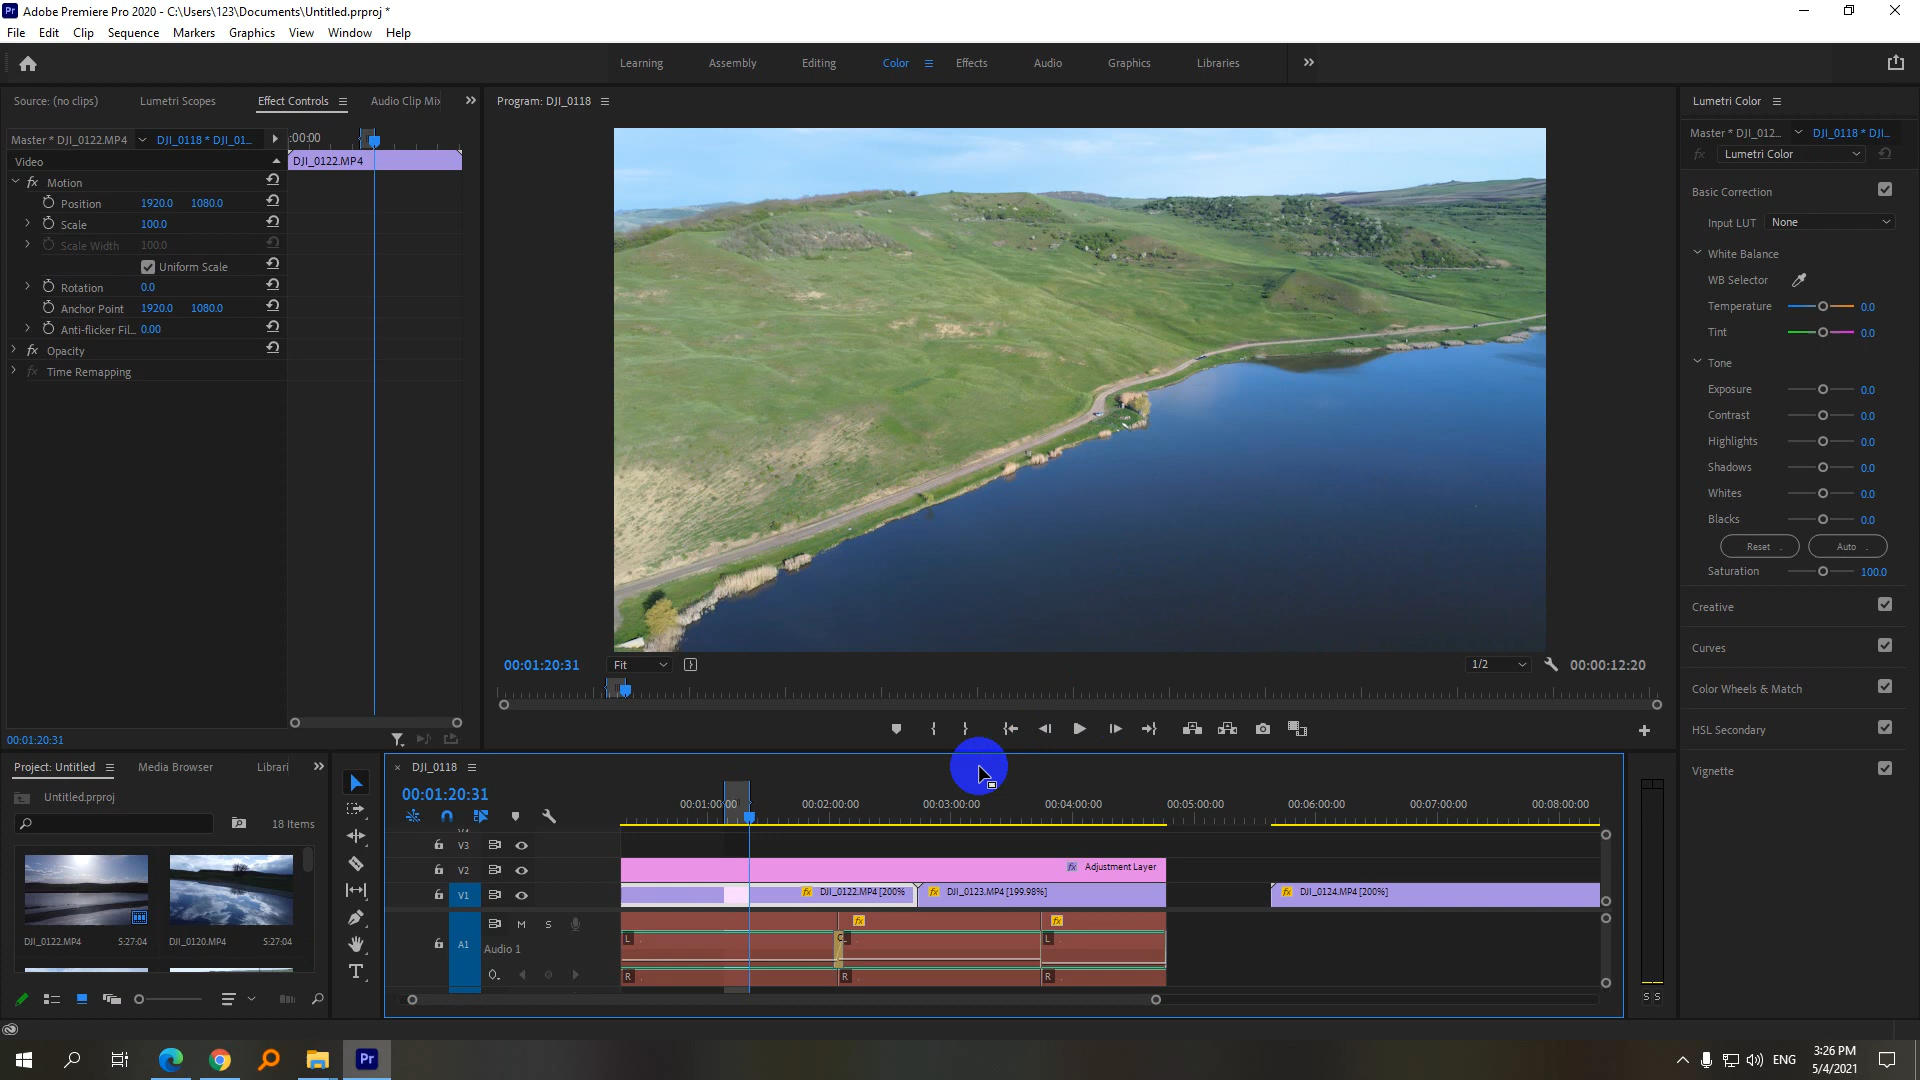 Pr Adobe Premiere Pro 2020 - C:\Users\123\Documents\Untitled.prproj *
File Edit Clip Sequence Markers Graphics View Window Help
Learning Assembly Editing Color Effects Audio Graphics Libraries
Source: (no clips) Lumetri Scopes Effect Controls Audio Clip Mix
Program: DJI_0118
Lumetri Color
Master * DJI_0122.MP4 DJI_0118 * DJI_01...
:00:00
Video
DJI_0122.MP4
fx Motion
Position 1920.0 1080.0
Scale 100.0
Scale Width 100.0
Uniform Scale
Rotation 0.0
Anchor Point 1920.0 1080.0
Anti-flicker Fil... 0.00
fx Opacity
fx Time Remapping
00:01:20:31
Master * DJI_012... DJI_0118 * DJI...
fx Lumetri Color
Basic Correction
Input LUT None
White Balance
WB Selector
Temperature 0.0
Tint 0.0
Tone
Exposure 0.0
Contrast 0.0
Highlights 0.0
Shadows 0.0
Whites 0.0
Blacks 0.0
Reset Auto
Saturation 100.0
Creative
Curves
Color Wheels & Match
HSL Secondary
Vignette
00:01:20:31 Fit 1/2 00:00:12:20
Project: Untitled Media Browser Librari
Untitled.prproj
18 Items
DJI_0122.MP4 5:27:04 DJI_0120.MP4 5:27:04
DJI_0118
00:01:20:31
00:01:00:00 00:02:00:00 00:03:00:00 00:04:00:00 00:05:00:00 00:06:00:00 00:07:00:00 00:08:00:00
V3
V2 fx Adjustment Layer
V1 fx DJI_0122.MP4 [200% fx DJI_0123.MP4 [199.98%] fx DJI_0124.MP4 [200%]
M S fx fx
L L
A1 Audio 1
R R R
S S
Pr ENG 3:26 PM
5/4/2021